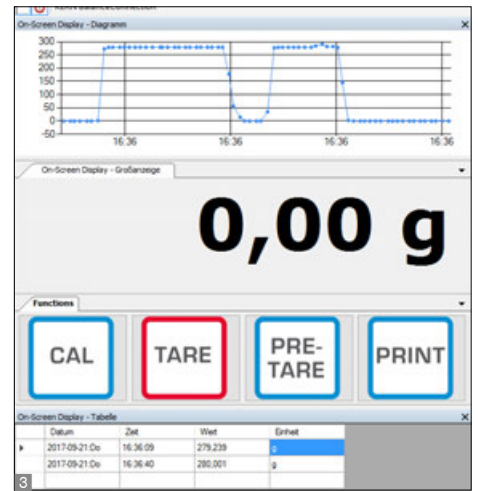 KERN BalanceConnection
On-Screen Display - Diagramm
300
250
200
150
100
50
0
-50
16:36 16:36 16:36 16:36
On-Screen Display - Großanzeige
0,00 g
Functions
CAL TARE PRE-TARE PRINT
On-Screen Display - Tabelle
Datum Zeit Wert Einheit
2017-09-21:Do 16:36:09 279,239 g
2017-09-21:Do 16:36:40 280,001 g
3